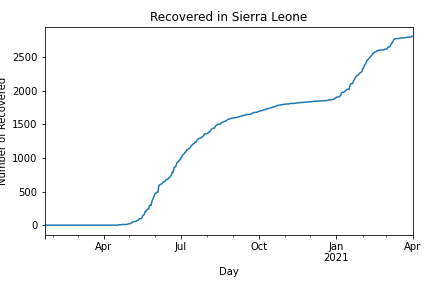 Recovered in Sierra Leone
Number of Recovered
2500
2000
1500
1000
500
0
Apr
Jul
Oct
Jan
2021
Apr
Day